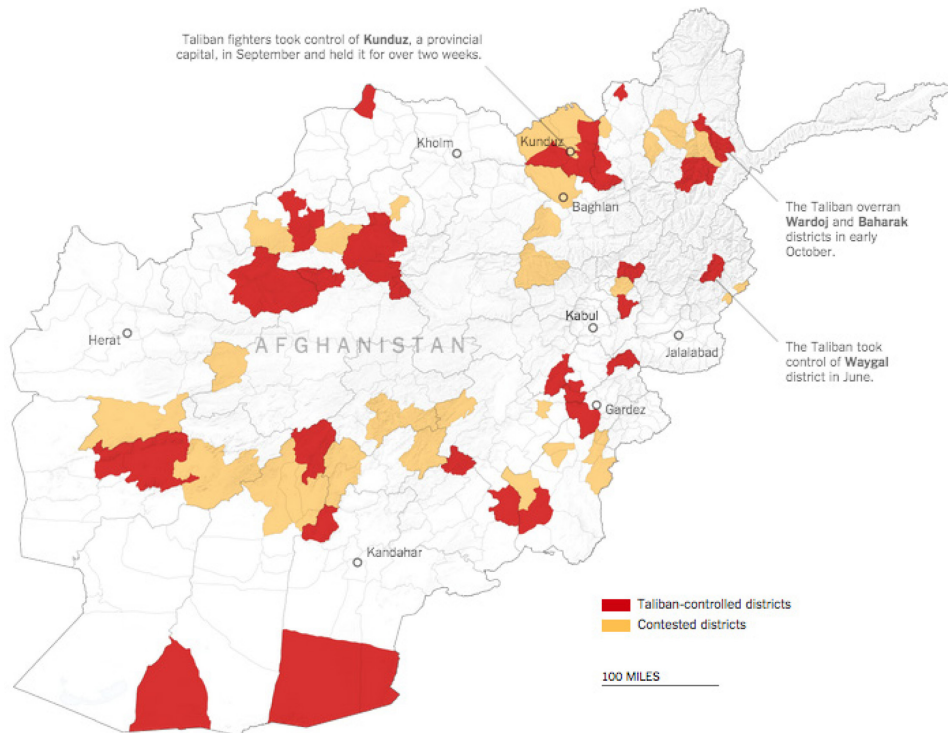 Taliban fighters took control of Kunduz, a provincial
capital, in September and held it for over two weeks.
Kholm
Kunduz
Baghlan
The Taliban overran
Wardoj and Baharak
districts in early
October.
Kabul
Herat
AFGHANISTAN
Jalalabad
The Taliban took
control of Waygal
district in June.
Gardez
Kandahar
Taliban-controlled districts
Contested districts
100 MILES